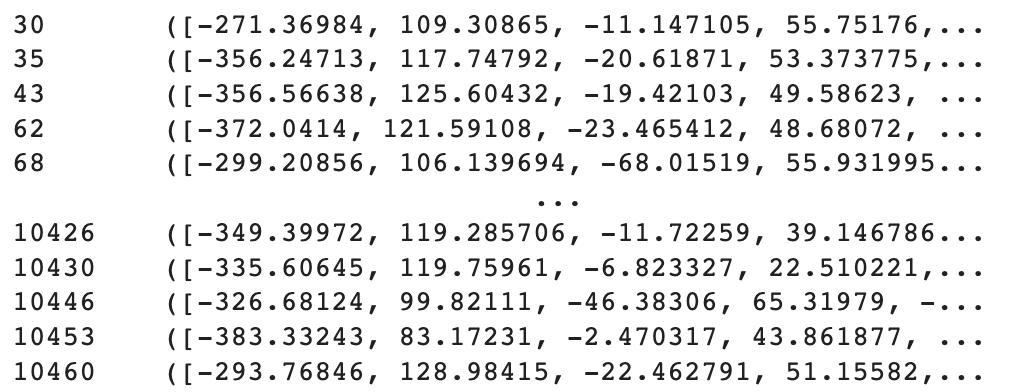 30 ([-271.36984, 109.30865, -11.147105, 55.75176,...
35 ([-356.24713, 117.74792, -20.61871, 53.373775,...
43 ([-356.56638, 125.60432, -19.42103, 49.58623, ...
62 ([-372.0414, 121.59108, -23.465412, 48.68072, ...
68 ([-299.20856, 106.139694, -68.01519, 55.931995...
...
10426 ([-349.39972, 119.285706, -11.72259, 39.146786...
10430 ([-335.60645, 119.75961, -6.823327, 22.510221,...
10446 ([-326.68124, 99.82111, -46.38306, 65.31979, -...
10453 ([-383.33243, 83.17231, -2.470317, 43.861877, ...
10460 ([-293.76846, 128.98415, -22.462791, 51.15582,...